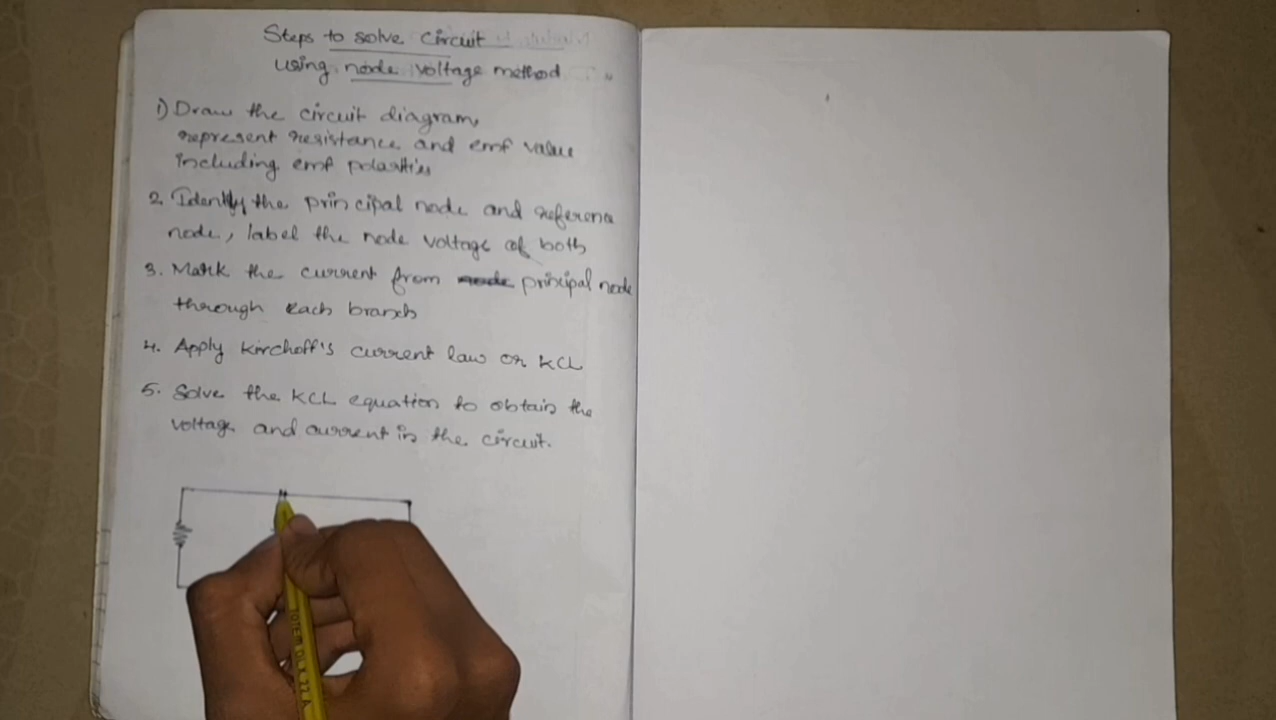 Steps to solve circuit
using node voltage method
1) Draw the circuit diagram,
represent resistance and emf value
including emf polarities
2. Identify the principal node and reference
node, label the node voltage of both
3. Mark the current from principal node
through each branch
4. Apply Kirchoff's current law or KCL
5. Solve the KCL equation to obtain the
voltage and current in the circuit.